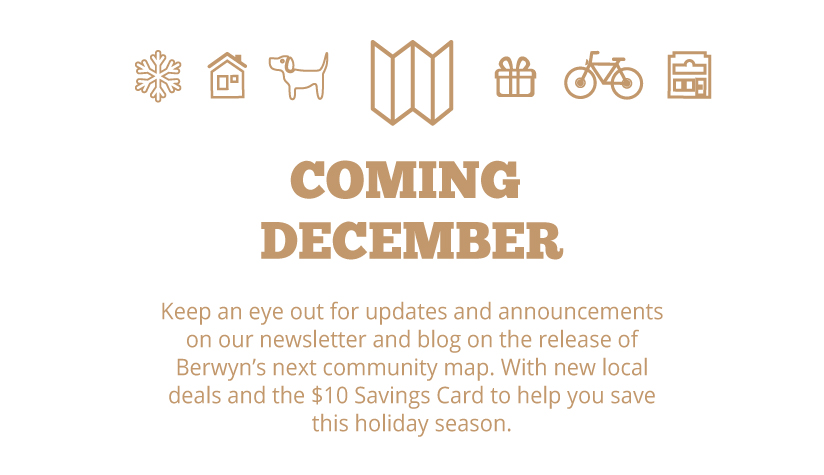 COMING
DECEMBER
Keep an eye out for updates and announcements
on our newsletter and blog on the release of
Berwyn’s next community map. With new local
deals and the $10 Savings Card to help you save
this holiday season.